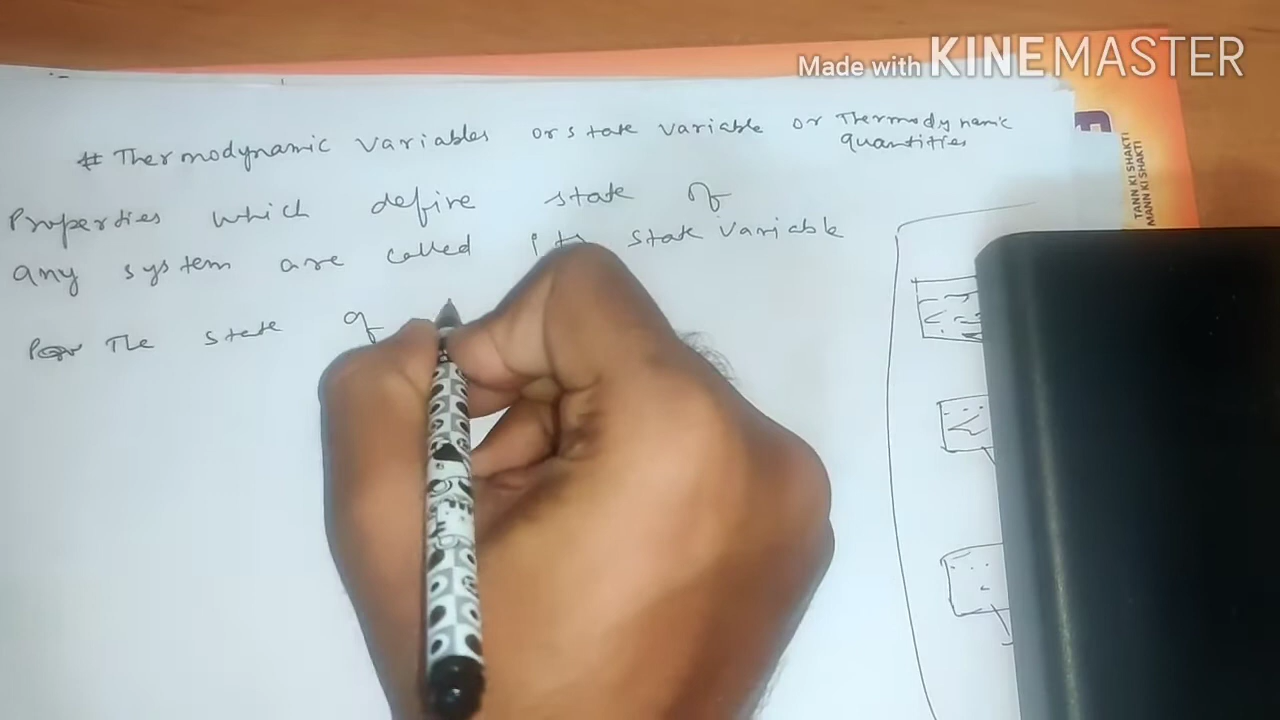 Made with KINEMASTER
# Thermodynamic variables or state variable or Thermodynamic
quantities
Properties which define state of
any system are called its state variable
The state of
TANN KI SHAKTI
MANN KI SHAKTI